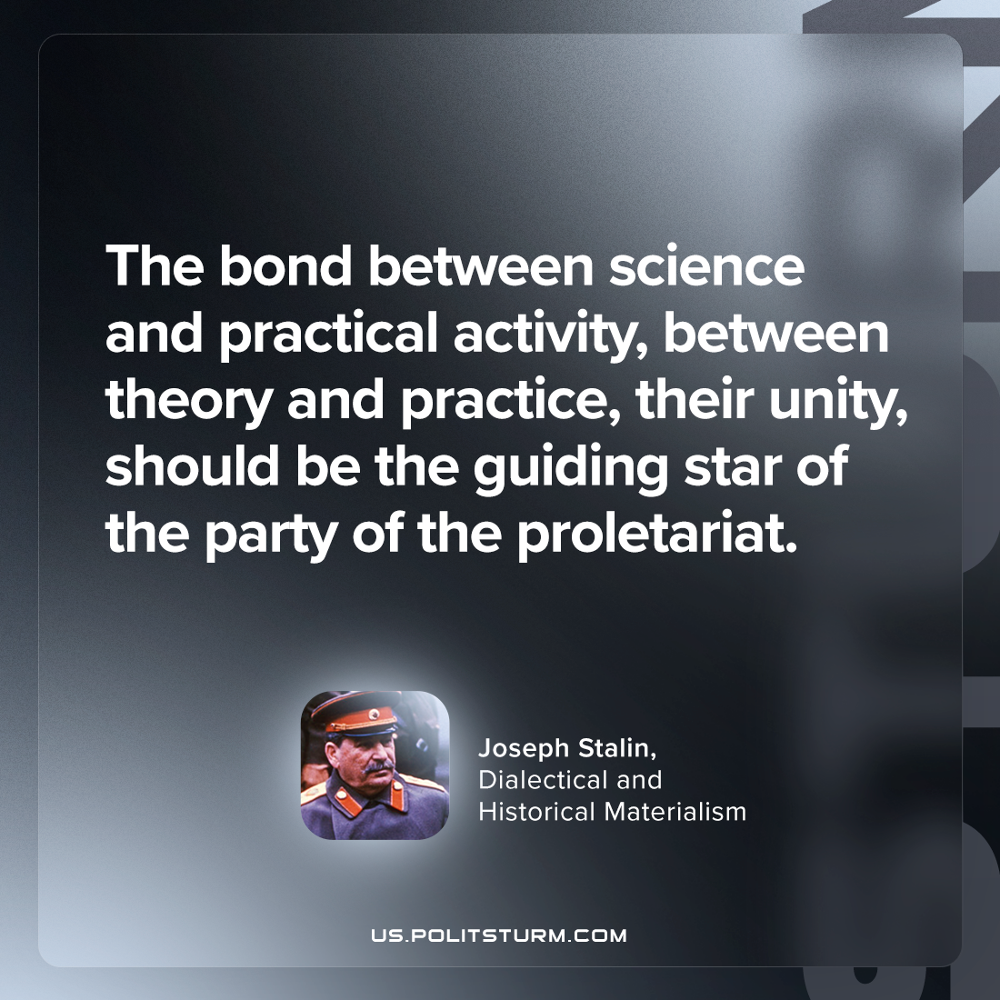 The bond between science
and practical activity, between
theory and practice, their unity,
should be the guiding star of
the party of the proletariat.
Joseph Stalin,
Dialectical and
Historical Materialism
US.POLITSTURM.COM